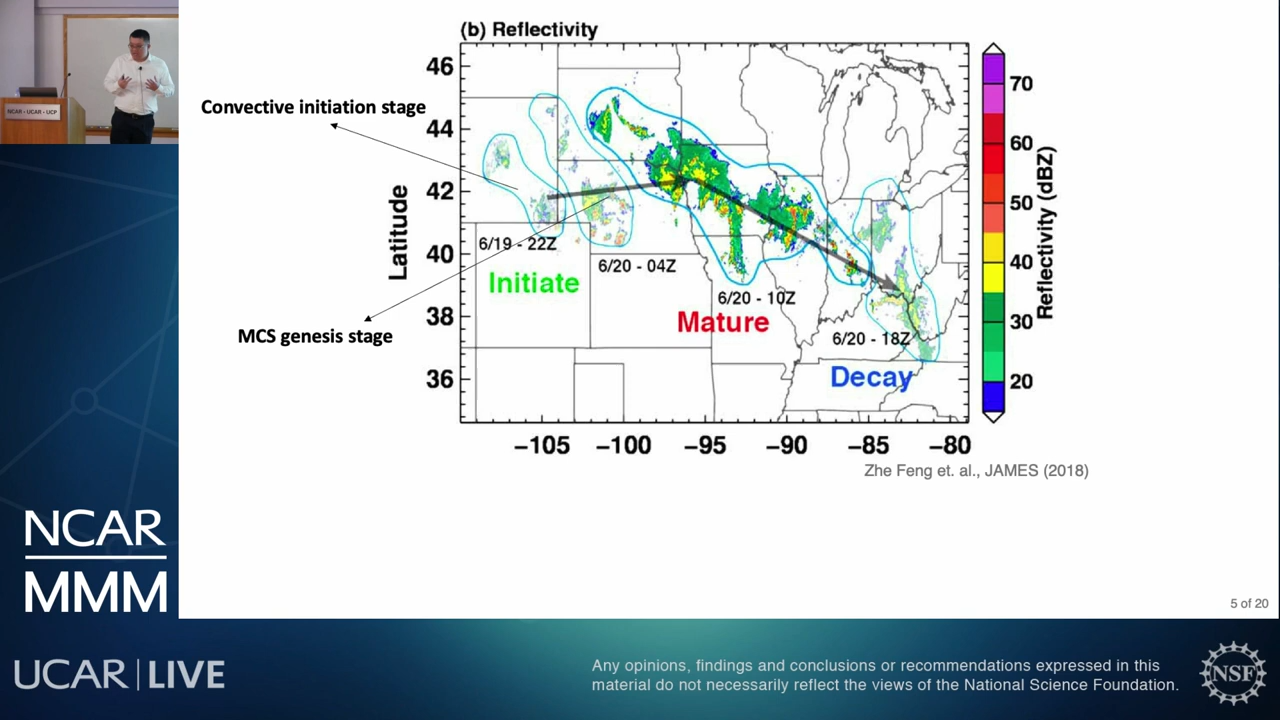 (b) Reflectivity
NCAR - UCAR - UCP
Convective initiation stage
MCS genesis stage
Latitude
46
44
42
40
38
36
6/19 - 22Z
Initiate
6/20 - 04Z
6/20 - 10Z
Mature
6/20 - 18Z
Decay
−105
−100
−95
−90
−85
−80
70
60
50
40
30
20
Reflectivity (dBZ)
Zhe Feng et. al., JAMES (2018)
5 of 20
NCAR
MMM
UCAR | LIVE
Any opinions, findings and conclusions or recommendations expressed in this
material do not necessarily reflect the views of the National Science Foundation.
NSF